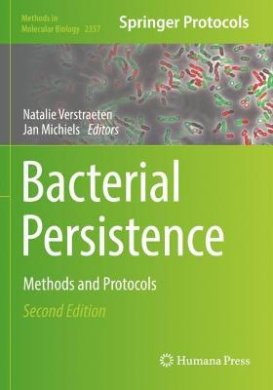 Methods in
Molecular Biology 2357
Springer Protocols
Natalie Verstraeten
Jan Michiels Editors
Bacterial
Persistence
Methods and Protocols
Second Edition
Humana Press